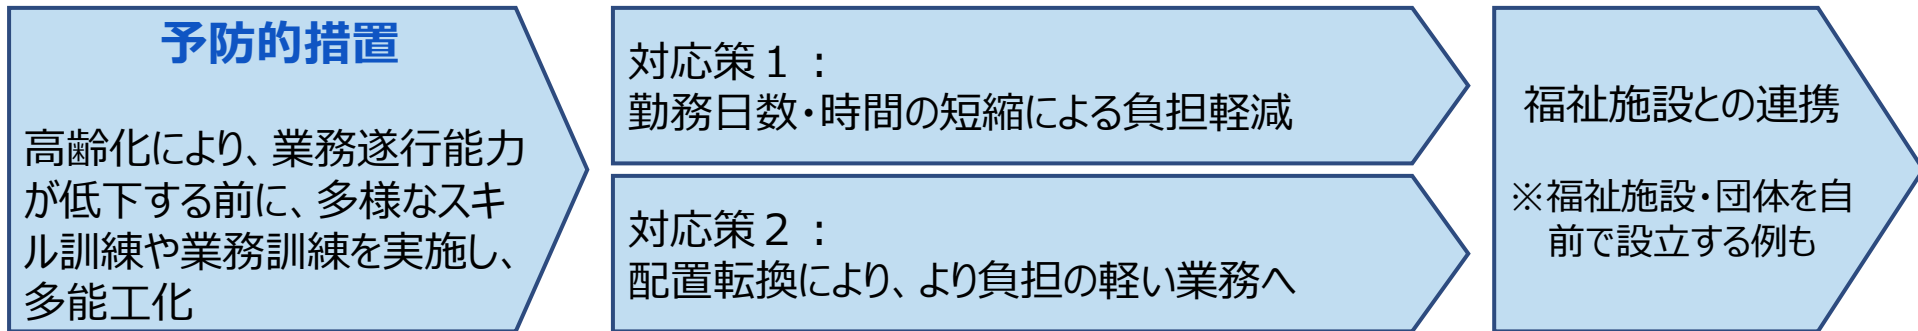 予防的措置
高齢化により、業務遂行能力
が低下する前に、多様なスキ
ル訓練や業務訓練を実施し、
多能工化
対応策１：
勤務日数・時間の短縮による負担軽減
対応策２：
配置転換により、より負担の軽い業務へ
福祉施設との連携
※福祉施設・団体を自
前で設立する例も